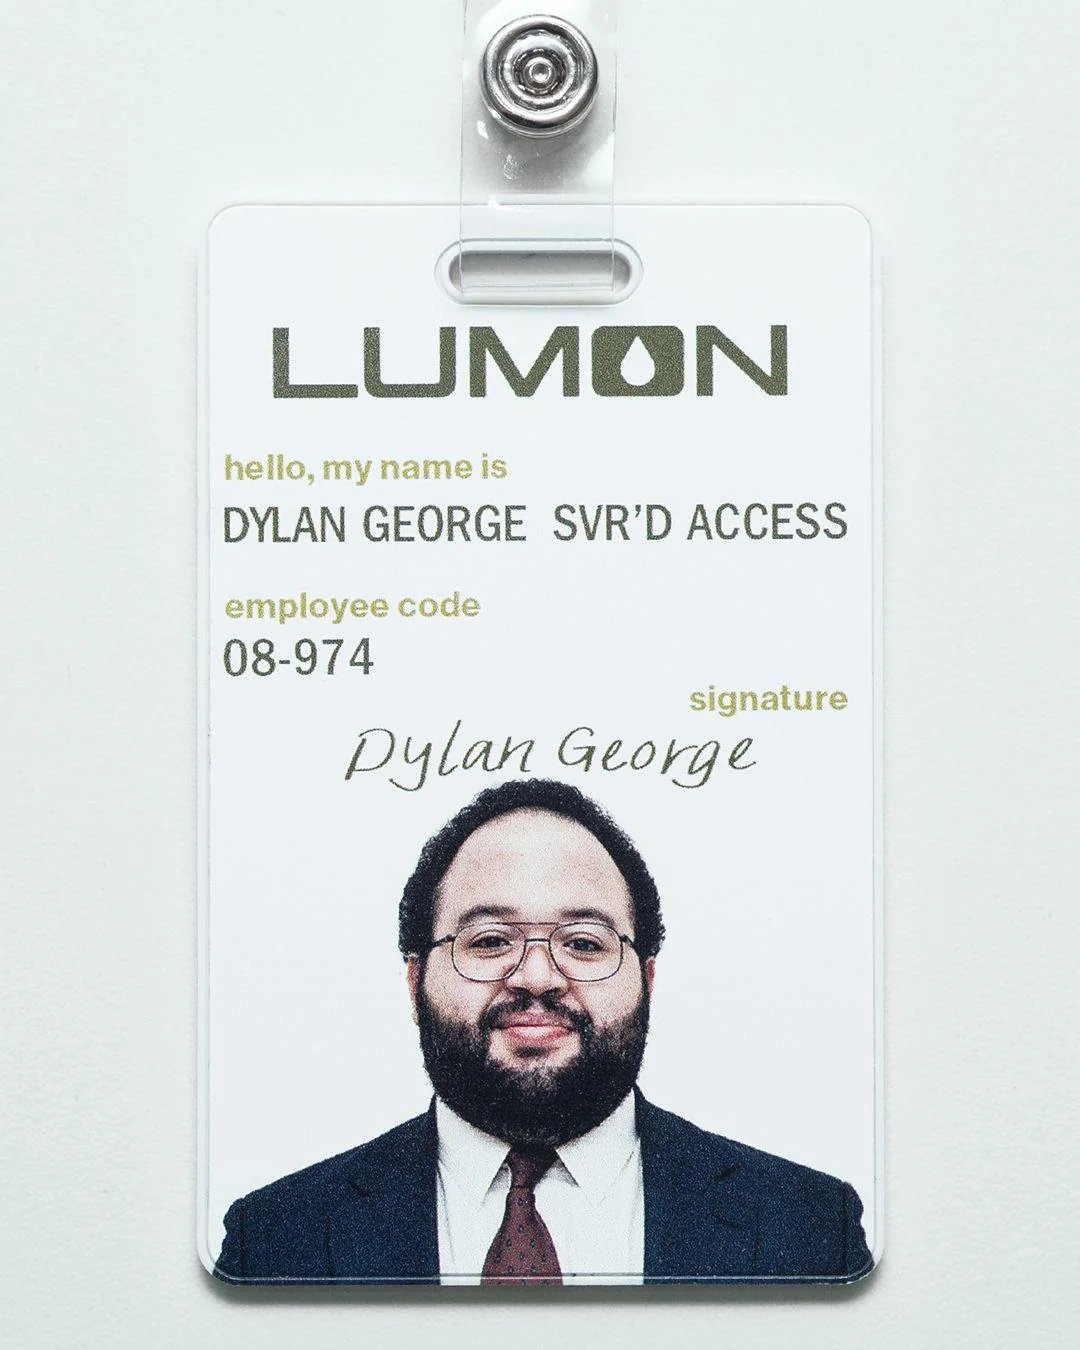 LUMON
hello, my name is
DYLAN GEORGE SVR’D ACCESS
employee code
08-974
signature
Dylan George